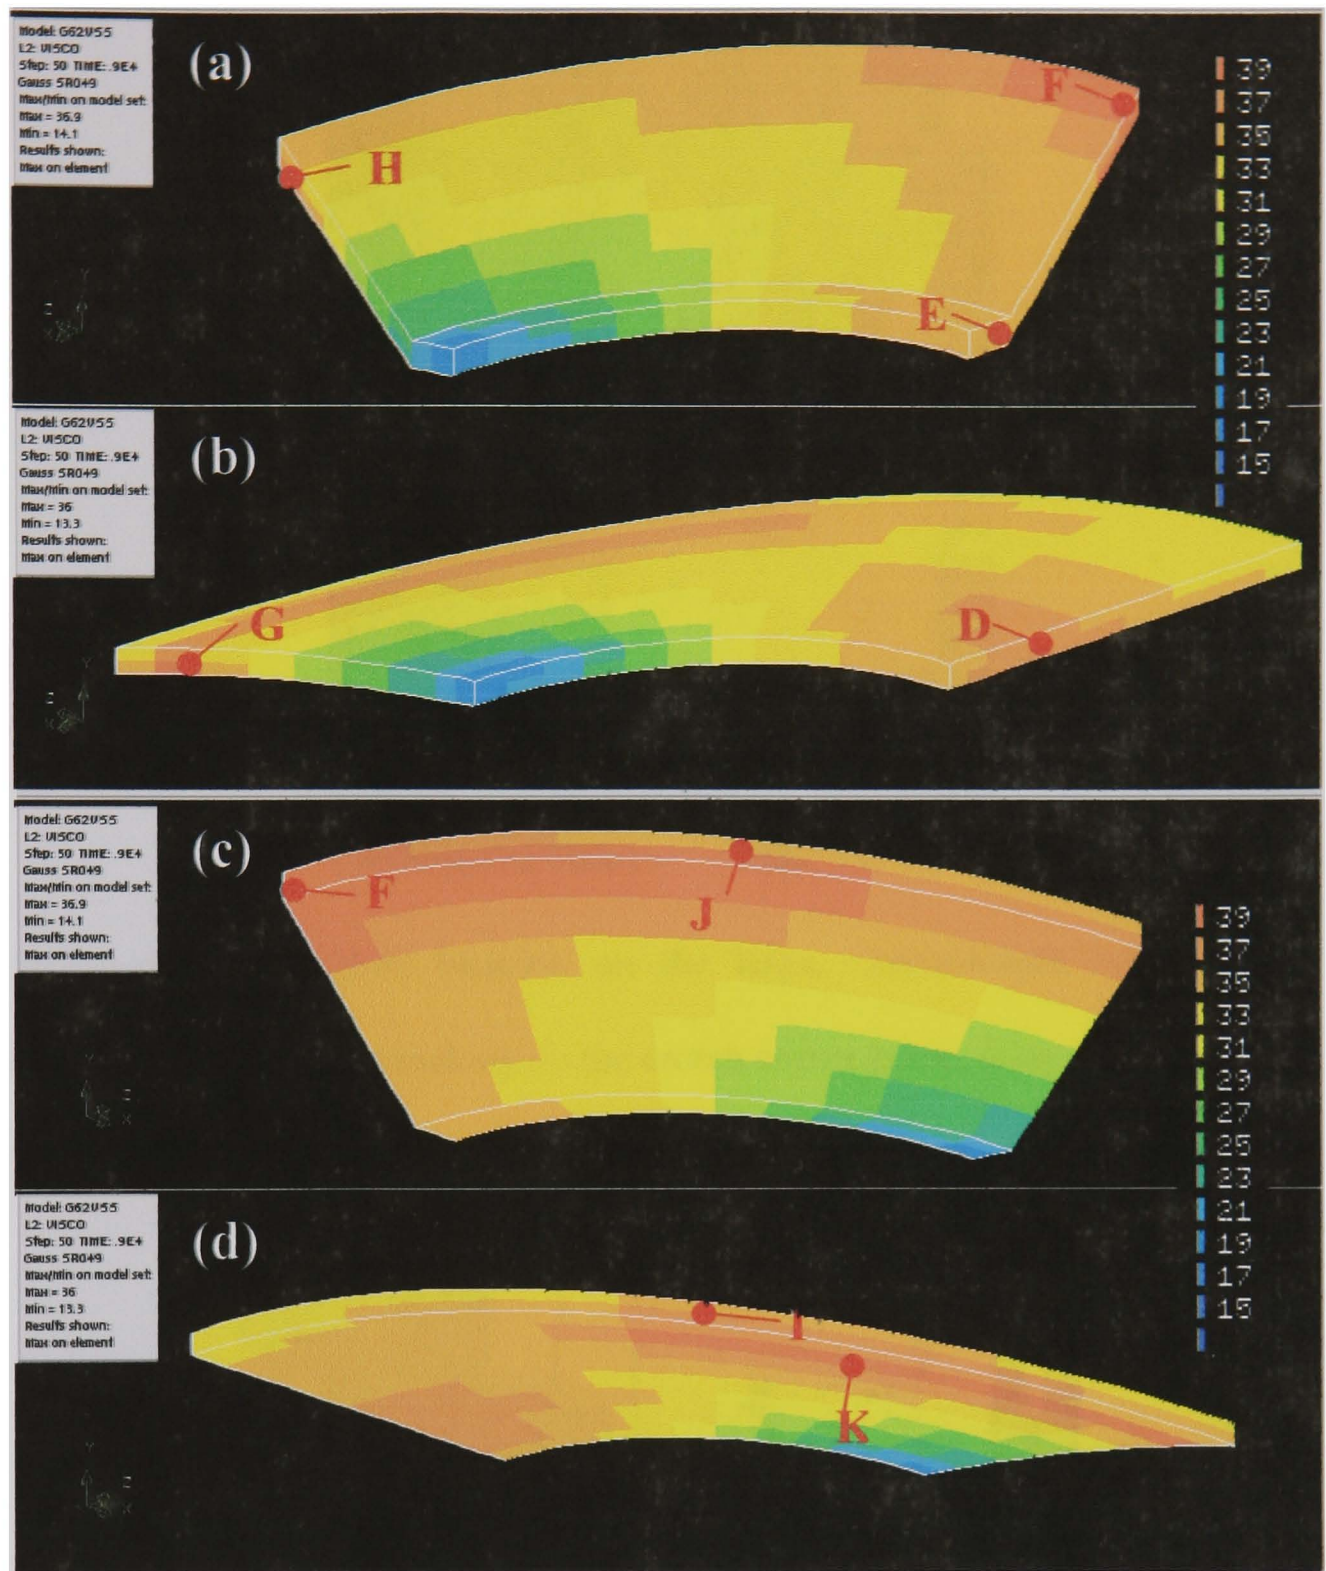 Model: G62V55
L2: VISCO
Step: 50 TIME: .9E4
Gauss 5R049
Max/Min on model set:
Max = 36.9
Min = 14.1
Results shown:
Max on element
(a)
F
H
E
39
37
35
33
31
29
27
25
23
21
19
17
15
Model: G62V55
L2: VISCO
Step: 50 TIME: .9E4
Gauss 5R049
Max/Min on model set:
Max = 36
Min = 13.3
Results shown:
Max on element
(b)
G
D
Model: G62V55
L2: VISCO
Step: 50 TIME: .9E4
Gauss 5R049
Max/Min on model set:
Max = 36.9
Min = 14.1
Results shown:
Max on element
(c)
F
J
39
37
35
33
31
29
27
25
23
21
19
17
15
Model: G62V55
L2: VISCO
Step: 50 TIME: .9E4
Gauss 5R049
Max/Min on model set:
Max = 36
Min = 13.3
Results shown:
Max on element
(d)
I
K